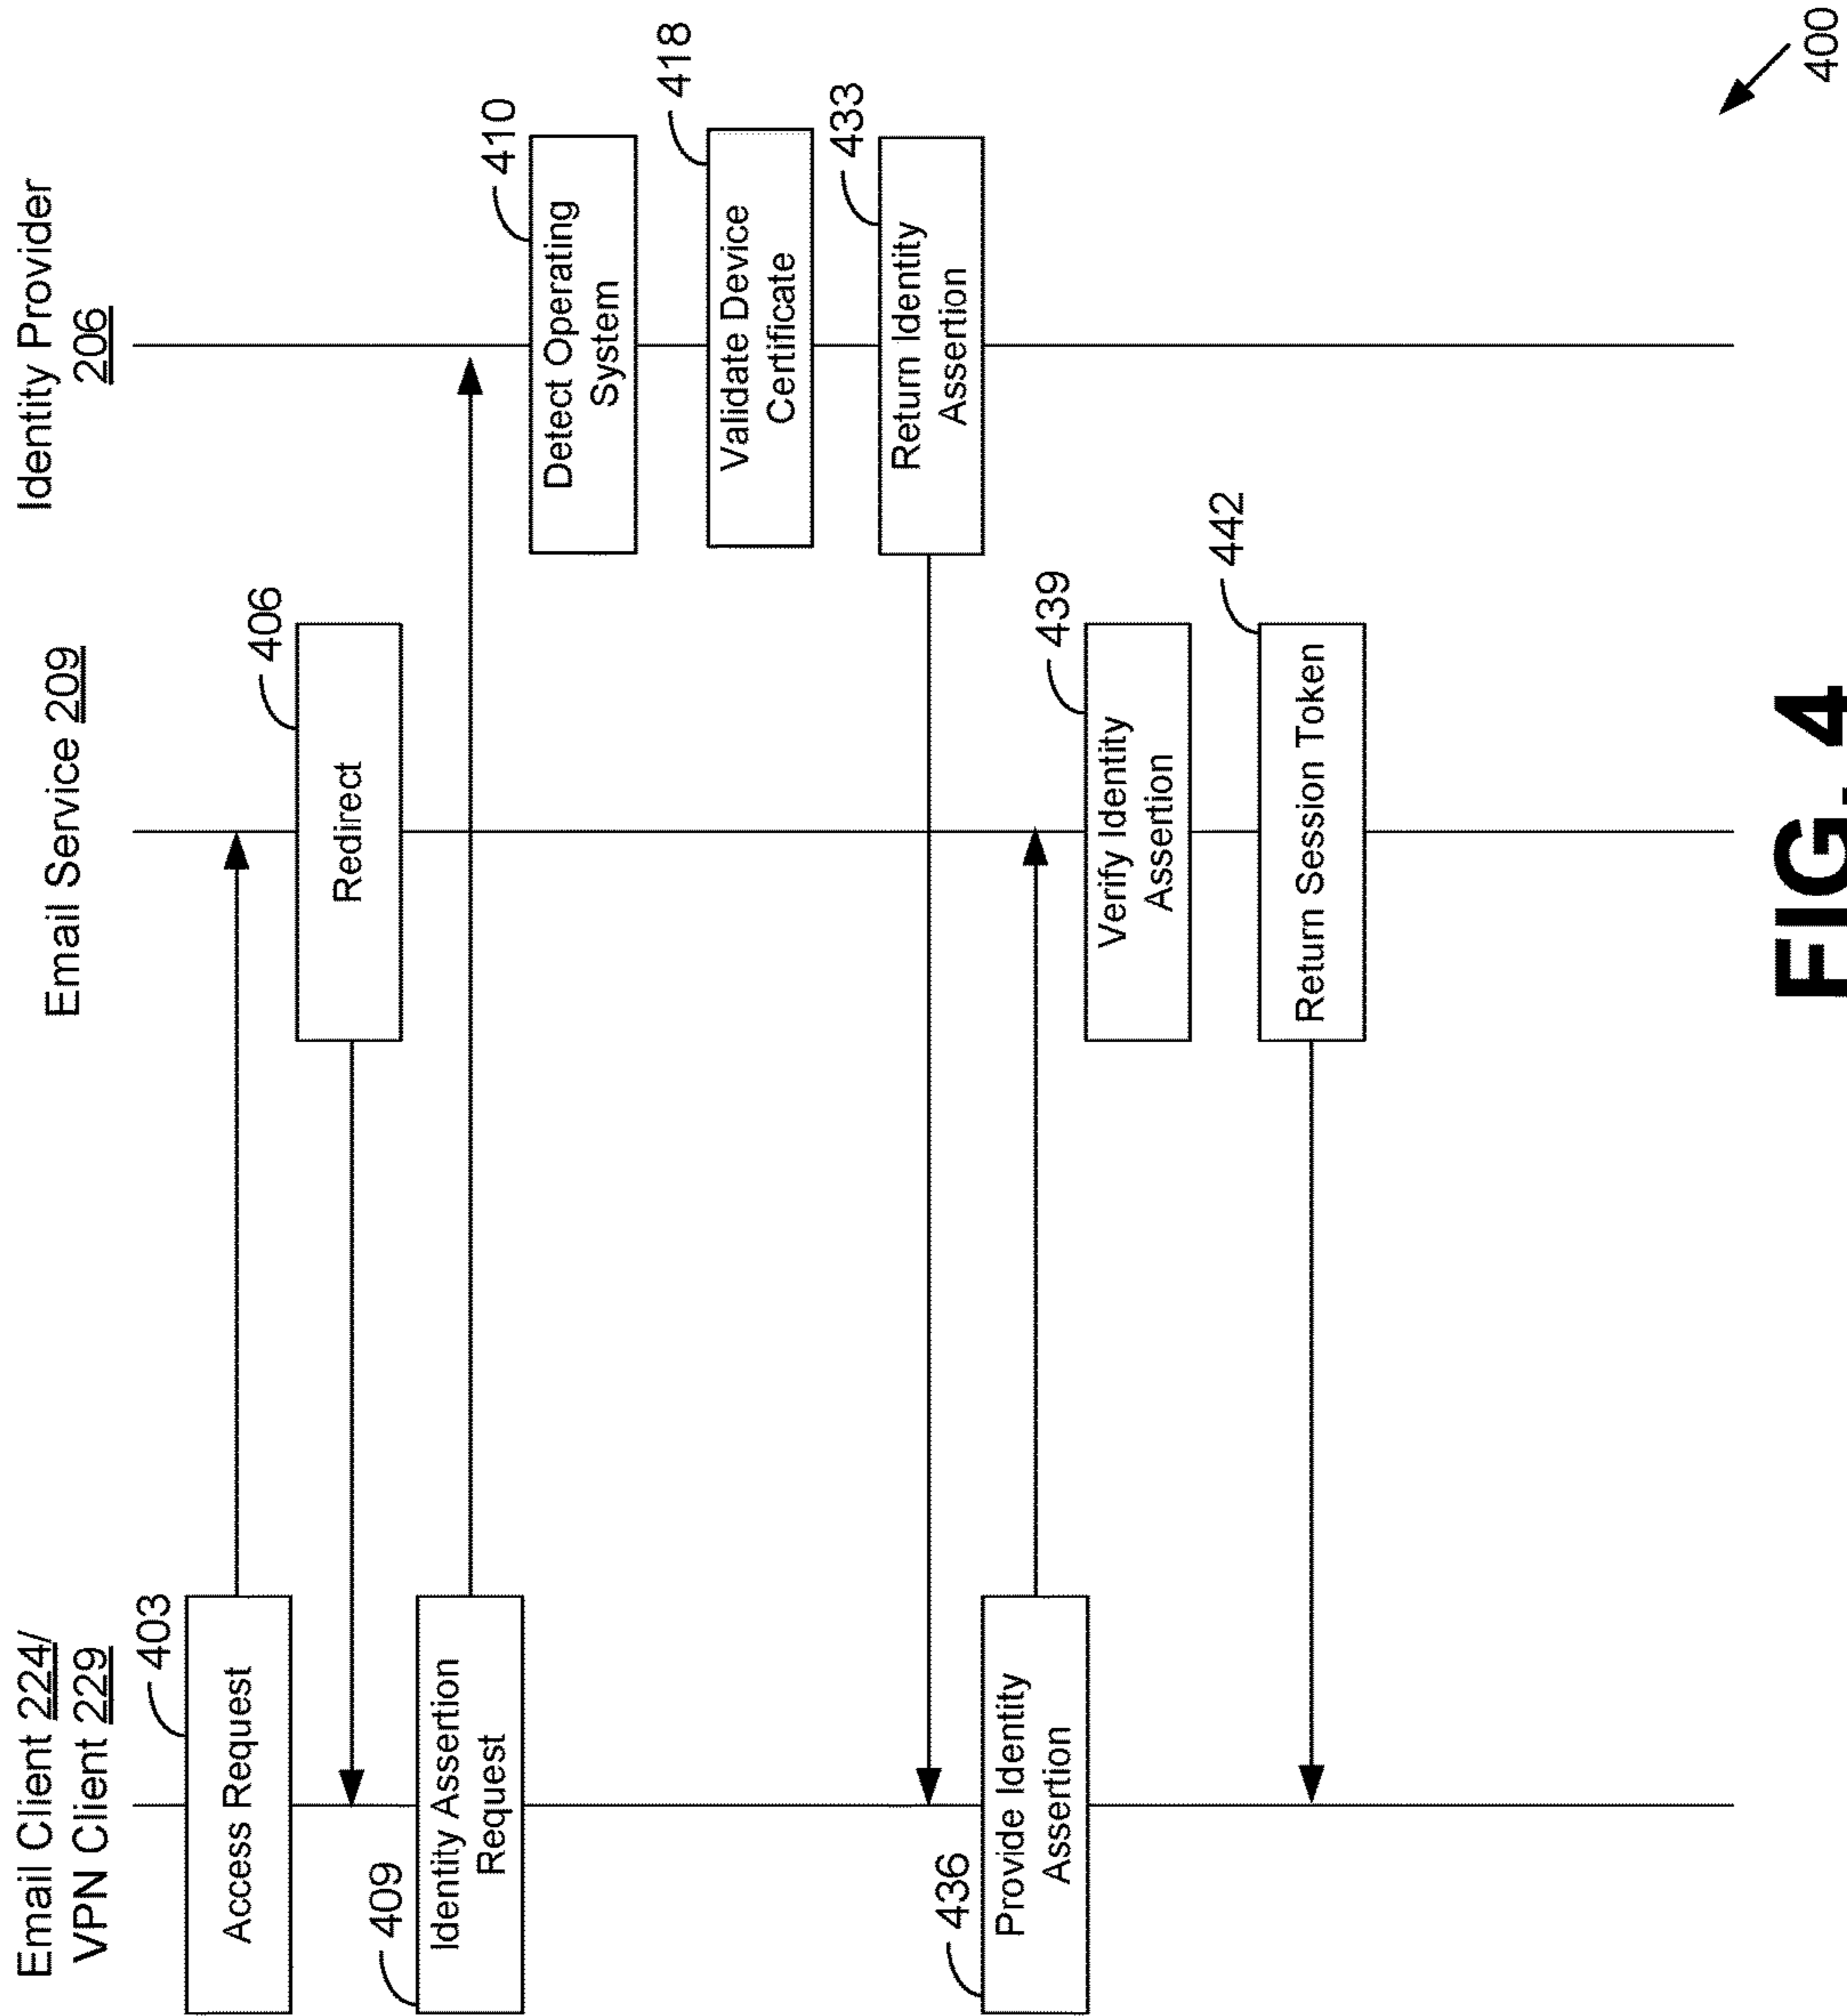 Email Client 224/
VPN Client 229
Email Service 209
Identity Provider
206
403
Access Request
406
Redirect
409
Identity Assertion
Request
410
Detect Operating
System
418
Validate Device
Certificate
433
Return Identity
Assertion
436
Provide Identity
Assertion
439
Verify Identity
Assertion
442
Return Session Token
400
FIG. 4